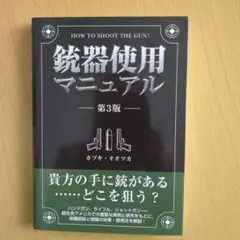 HOW TO SHOOT THE GUN!
銃器使用
マニュアル
第3版
カヅキ・オオツカ
貴方の手に銃がある
……どこを狙う?
ハンドガン、ライフル、ショットガン──